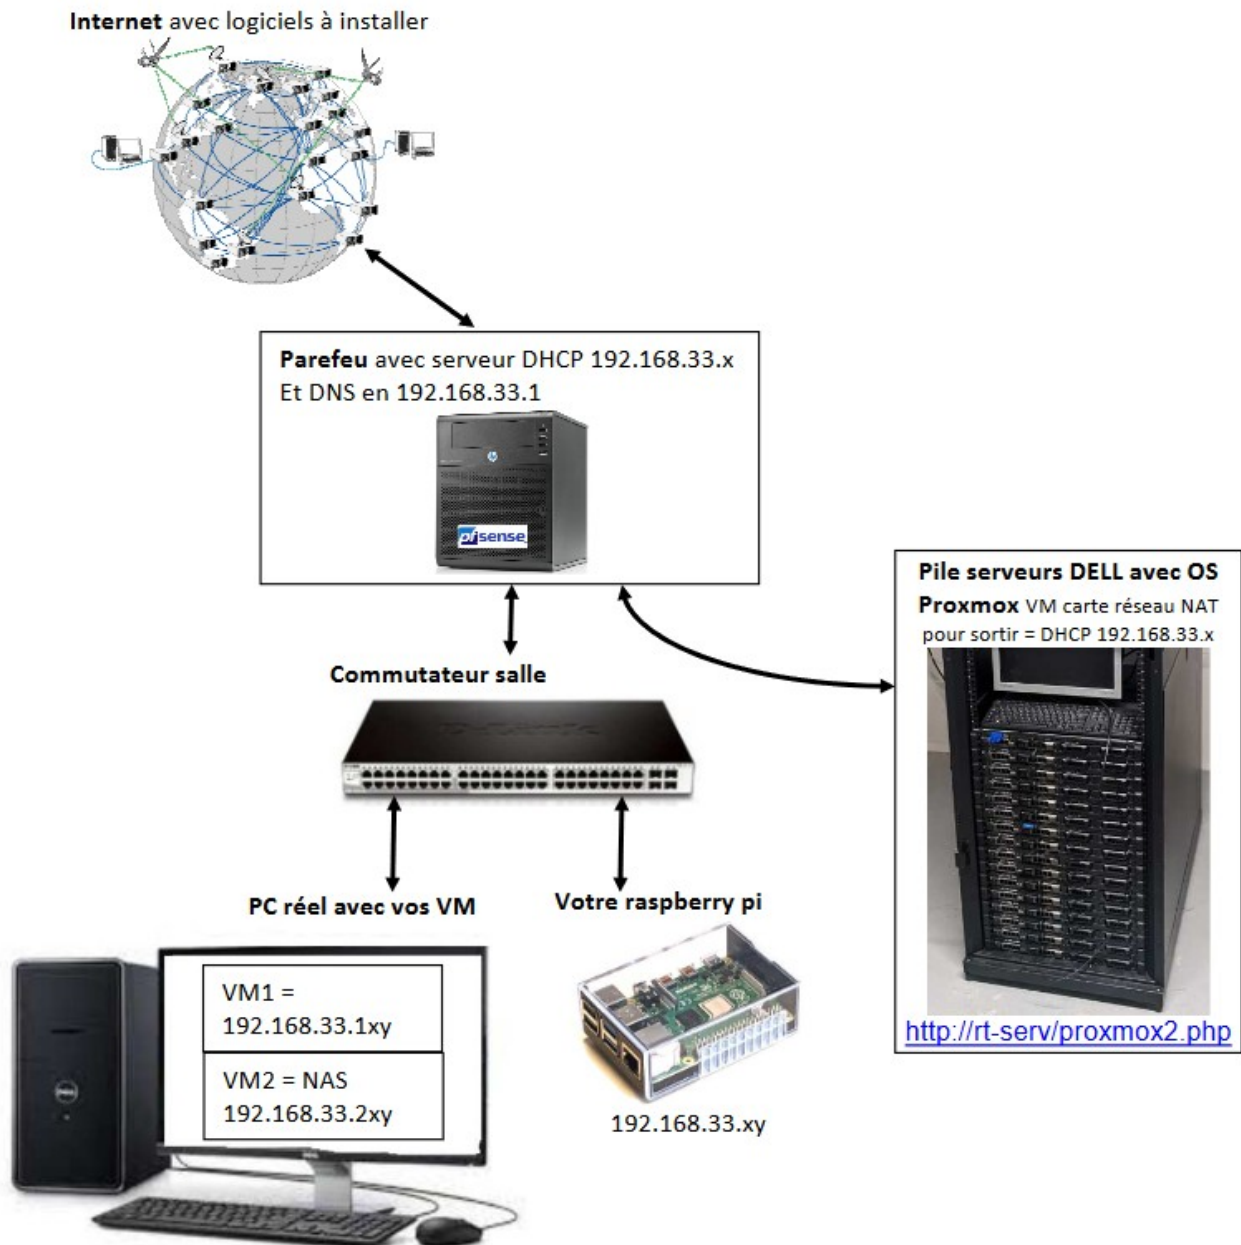 Internet avec logiciels à installer
Parefeu avec serveur DHCP 192.168.33.x
Et DNS en 192.168.33.1
pfsense
Pile serveurs DELL avec OS
Proxmox VM carte réseau NAT
pour sortir = DHCP 192.168.33.x
Commutateur salle
PC réel avec vos VM
Votre raspberry pi
VM1 =
192.168.33.1xy
VM2 = NAS
192.168.33.2xy
192.168.33.xy
http://rt-serv/proxmox2.php